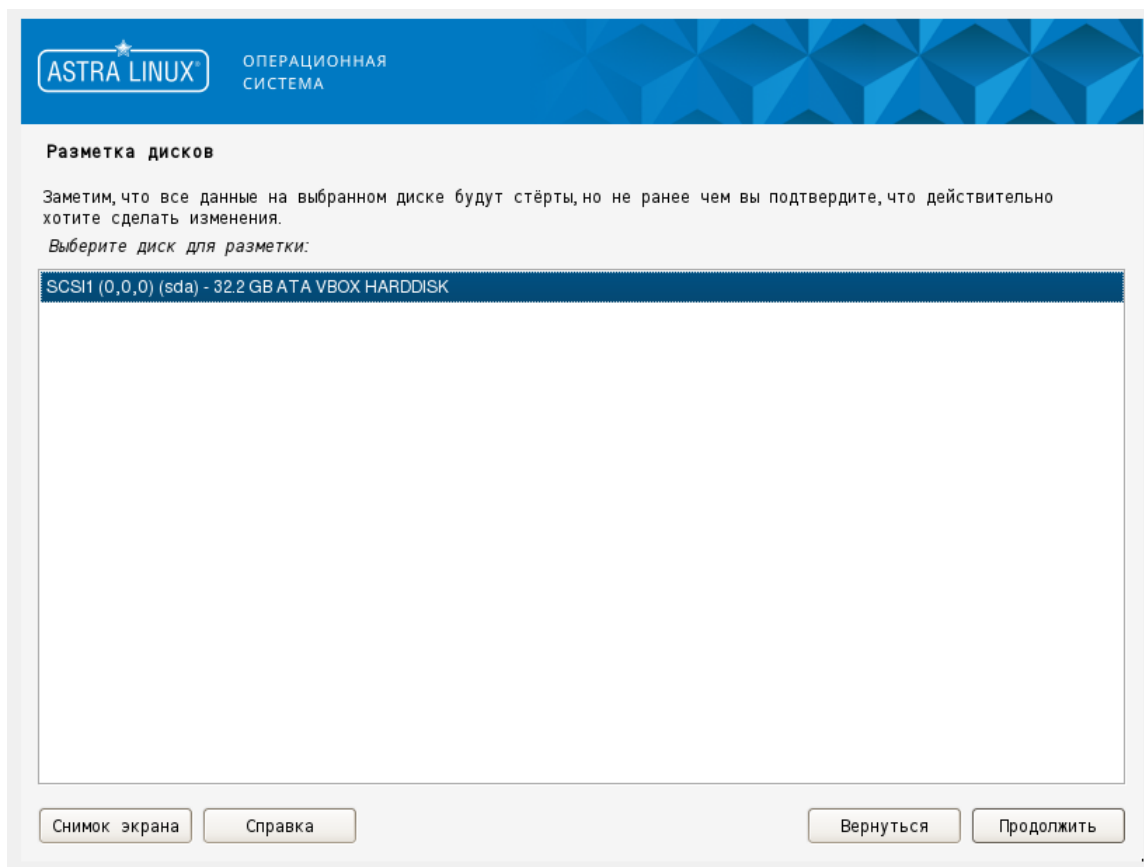 ASTRA LINUX®
ОПЕРАЦИОННАЯ
СИСТЕМА
Разметка дисков
Заметим, что все данные на выбранном диске будут стёрты, но не ранее чем вы подтвердите, что действительно
хотите сделать изменения.
Выберите диск для разметки:
SCSI1 (0,0,0) (sda) - 32.2 GB ATA VBOX HARDDISK
Снимок экрана
Справка
Вернуться
Продолжить